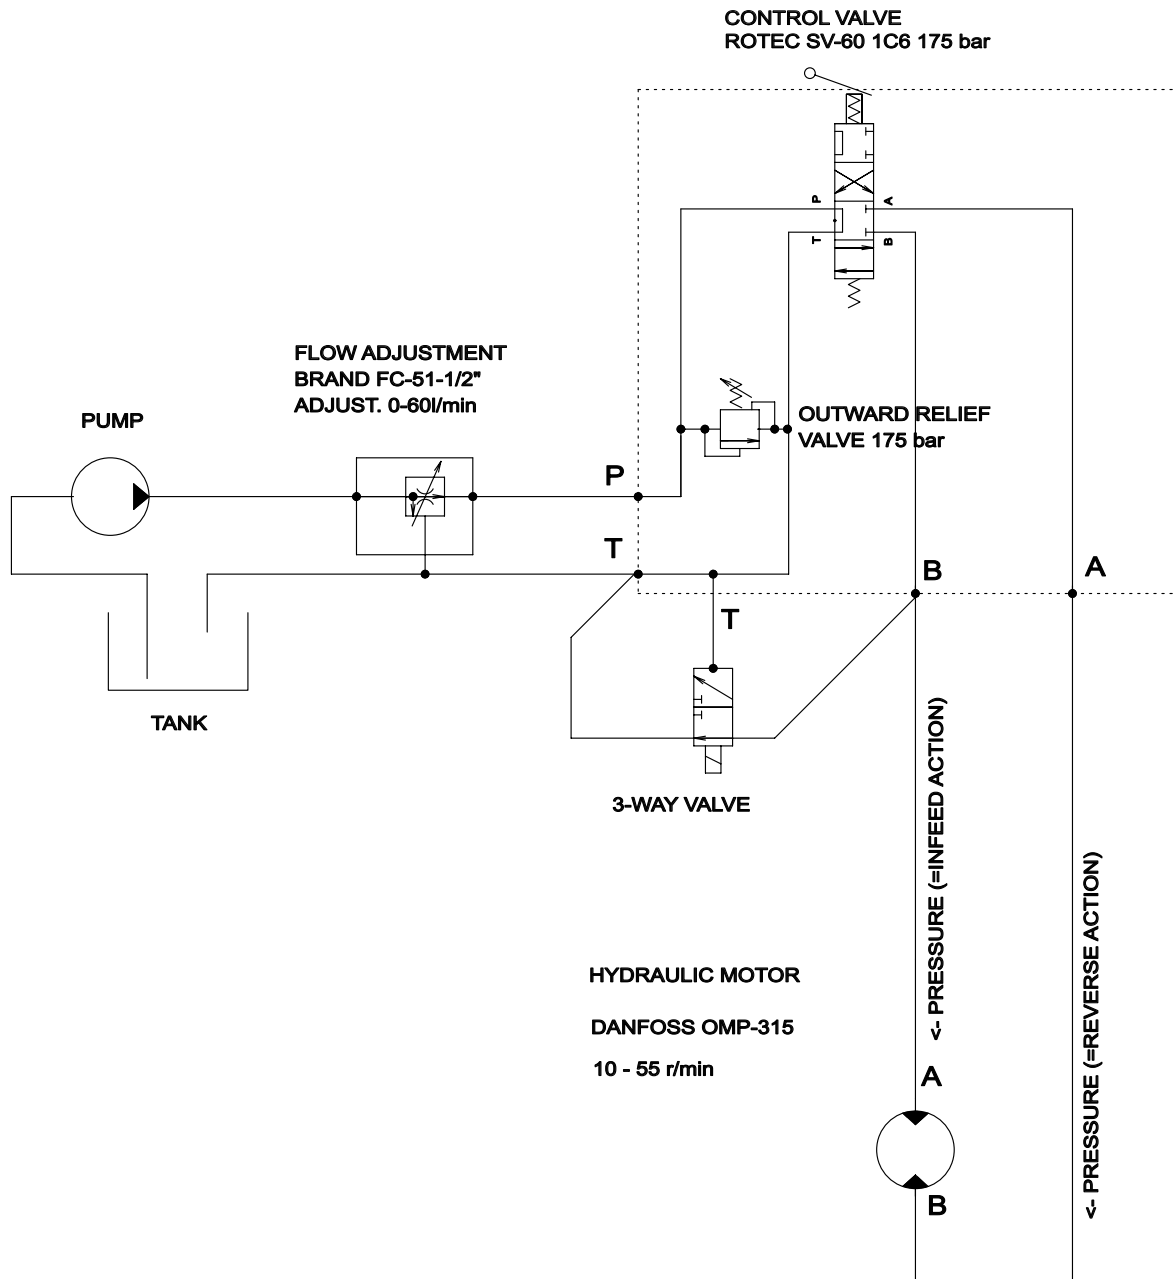 CONTROL VALVE
ROTEC SV-60 1C6 175 bar
P
A
T
B
FLOW ADJUSTMENT
BRAND FC-51-1/2"
ADJUST. 0-60l/min
PUMP
OUTWARD RELIEF
VALVE 175 bar
P
T
B
A
T
TANK
3-WAY VALVE
<- PRESSURE (=INFEED ACTION)
<- PRESSURE (=REVERSE ACTION)
HYDRAULIC MOTOR
DANFOSS OMP-315
10 - 55 r/min
A
B